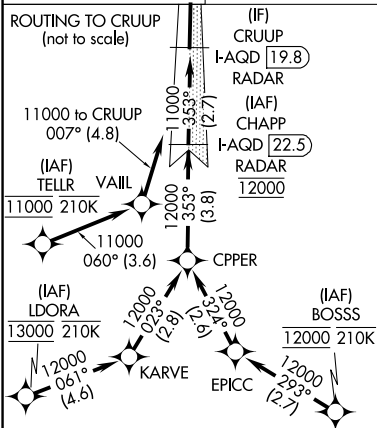 ROUTING TO CRUUP
(not to scale)
(IF)
CRUUP
I-AQD 19.8
RADAR
(IAF)
CHAPP
I-AQD 22.5
RADAR
12000
11000
353°
(2.7)
11000 to CRUUP
007° (4.8)
(IAF)
TELLR
11000 210K
VAIIL
11000
060° (3.6)
12000
353°
(3.8)
CPPER
(IAF)
LDORA
13000 210K
12000
023°
(2.8)
12000
324°
(2.6)
(IAF)
BOSSS
12000 210K
12000
061°
(4.6)
KARVE
EPICC
12000
293°
(2.7)